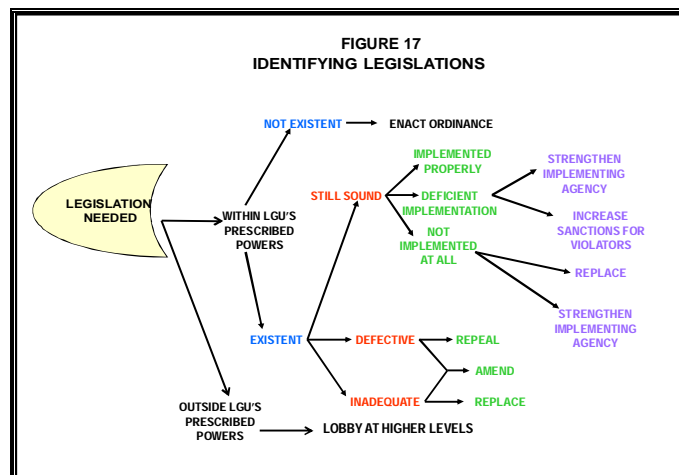 FIGURE 17
IDENTIFYING LEGISLATIONS
NOT EXISTENT
ENACT ORDINANCE
IMPLEMENTED
PROPERLY
STRENGTHEN
IMPLEMENTING
AGENCY
LEGISLATION
NEEDED
WITHIN LGU'S
PRESCRIBED
POWERS
STILL SOUND
DEFICIENT
IMPLEMENTATION
INCREASE
SANCTIONS FOR
VIOLATORS
NOT
IMPLEMENTED
AT ALL
REPLACE
STRENGTHEN
IMPLEMENTING
AGENCY
EXISTENT
DEFECTIVE
REPEAL
AMEND
INADEQUATE
REPLACE
OUTSIDE LGU'S
PRESCRIBED
POWERS
LOBBY AT HIGHER LEVELS